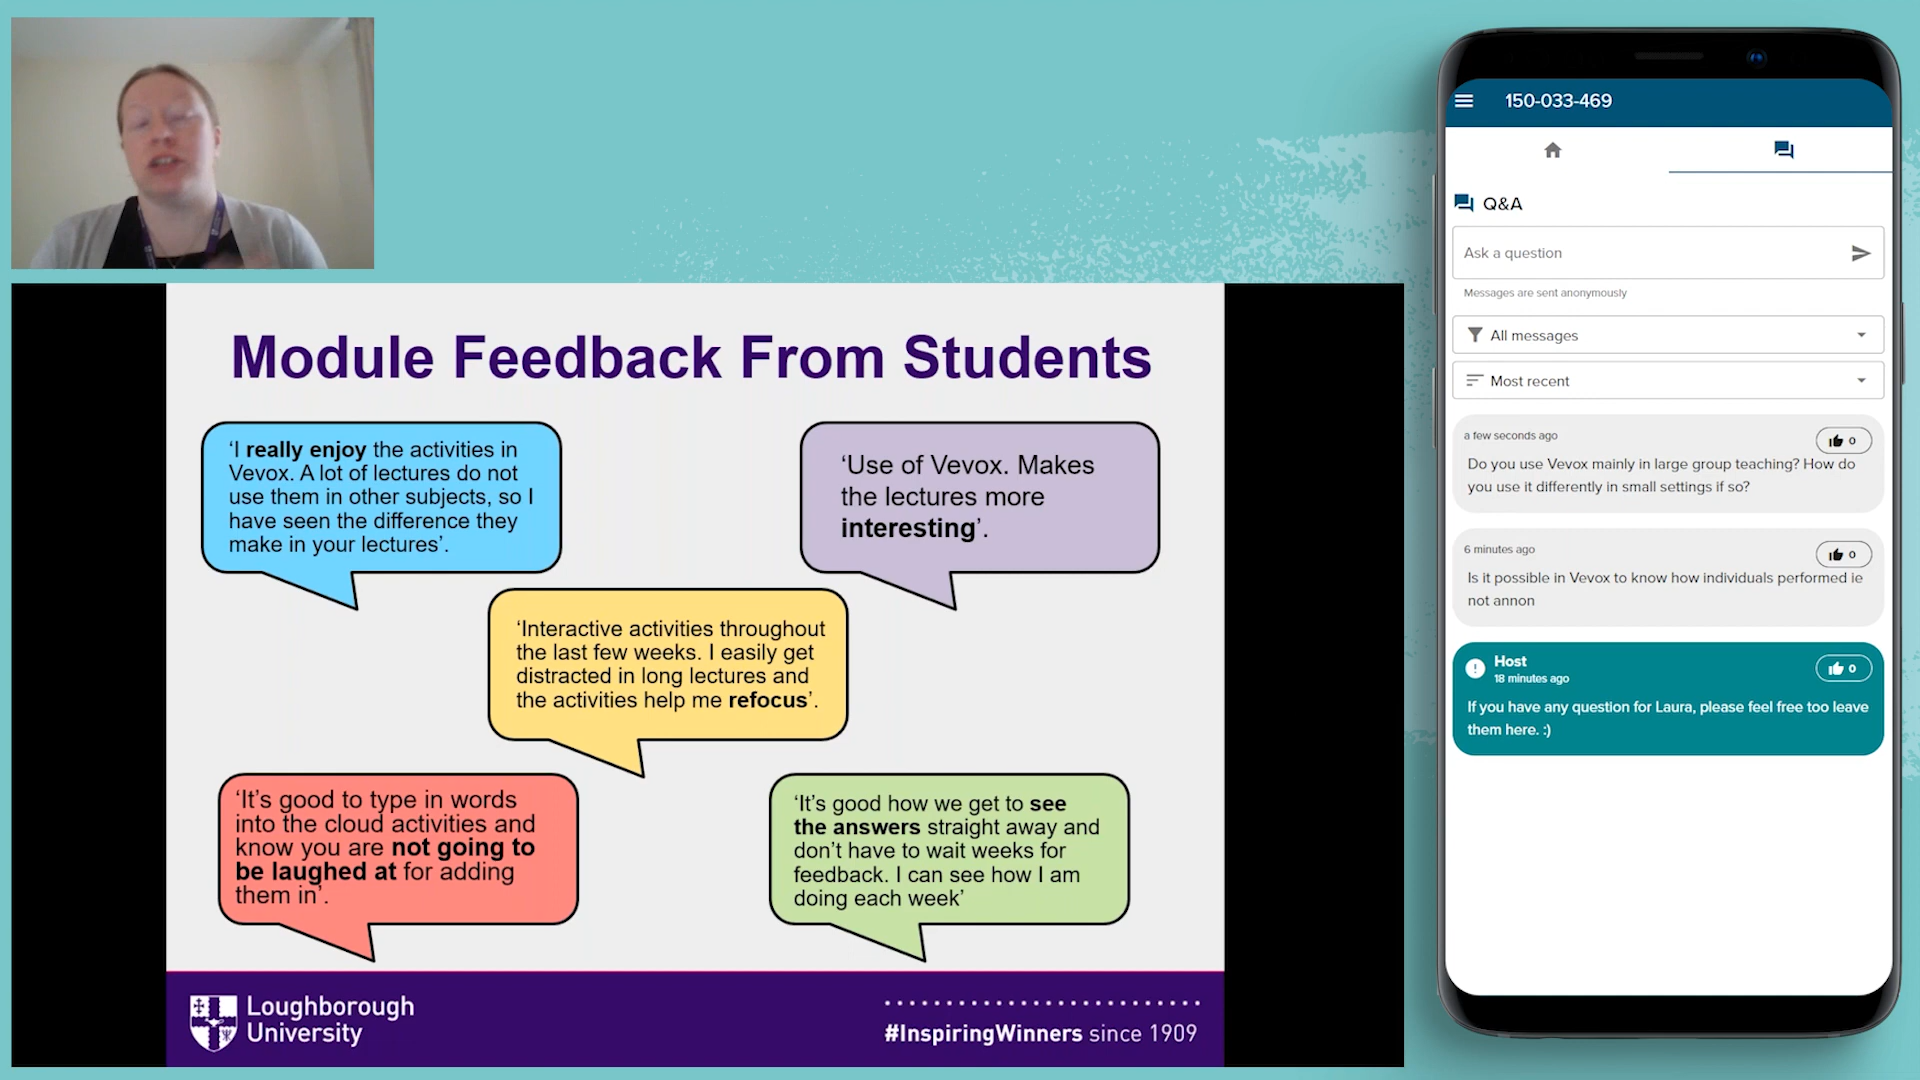 Module Feedback From Students
‘I really enjoy the activities in
Vevox. A lot of lectures do not
use them in other subjects, so I
have seen the difference they
make in your lectures’.
‘Use of Vevox. Makes
the lectures more
interesting’.
‘Interactive activities throughout
the last few weeks. I easily get
distracted in long lectures and
the activities help me refocus’.
‘It’s good to type in words
into the cloud activities and
know you are not going to
be laughed at for adding
them in’.
‘It’s good how we get to see
the answers straight away and
don’t have to wait weeks for
feedback. I can see how I am
doing each week’
Loughborough
University
#InspiringWinners since 1909
150-033-469
Q&A
Ask a question
Messages are sent anonymously
All messages
Most recent
a few seconds ago
0
Do you use Vevox mainly in large group teaching? How do
you use it differently in small settings if so?
6 minutes ago
0
Is it possible in Vevox to know how individuals performed ie
not annon
Host
18 minutes ago
0
If you have any question for Laura, please feel free too leave
them here. :)